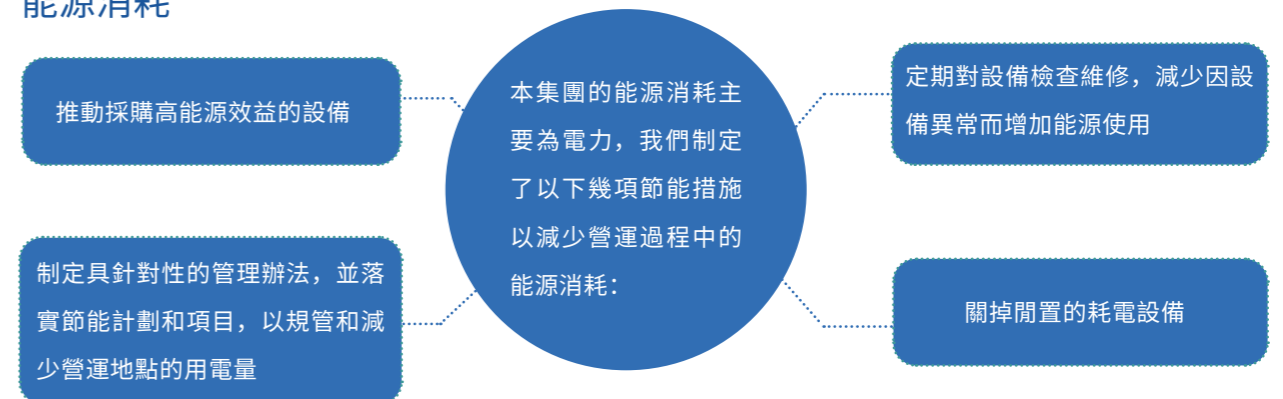 能源消耗
推動採購高能源效益的設備
制定具針對性的管理辦法，並落
實節能計劃和項目，以規管和減
少營運地點的用電量
本集團的能源消耗主
要為電力，我們制定
了以下幾項節能措施
以減少營運過程中的
能源消耗：
定期對設備檢查維修，減少因設
備異常而增加能源使用
關掉閒置的耗電設備